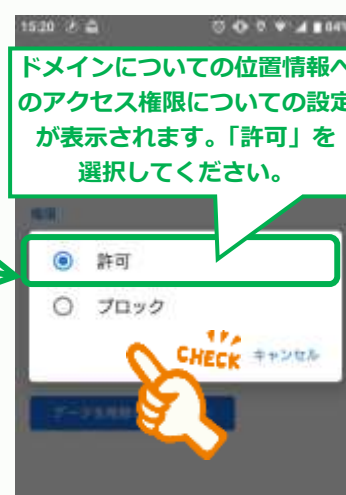 15:20
84%
ドメインについての位置情報へ
のアクセス権限についての設定
が表示されます。「許可」を
選択してください。
権限
許可
ブロック
CHECK
キャンセル